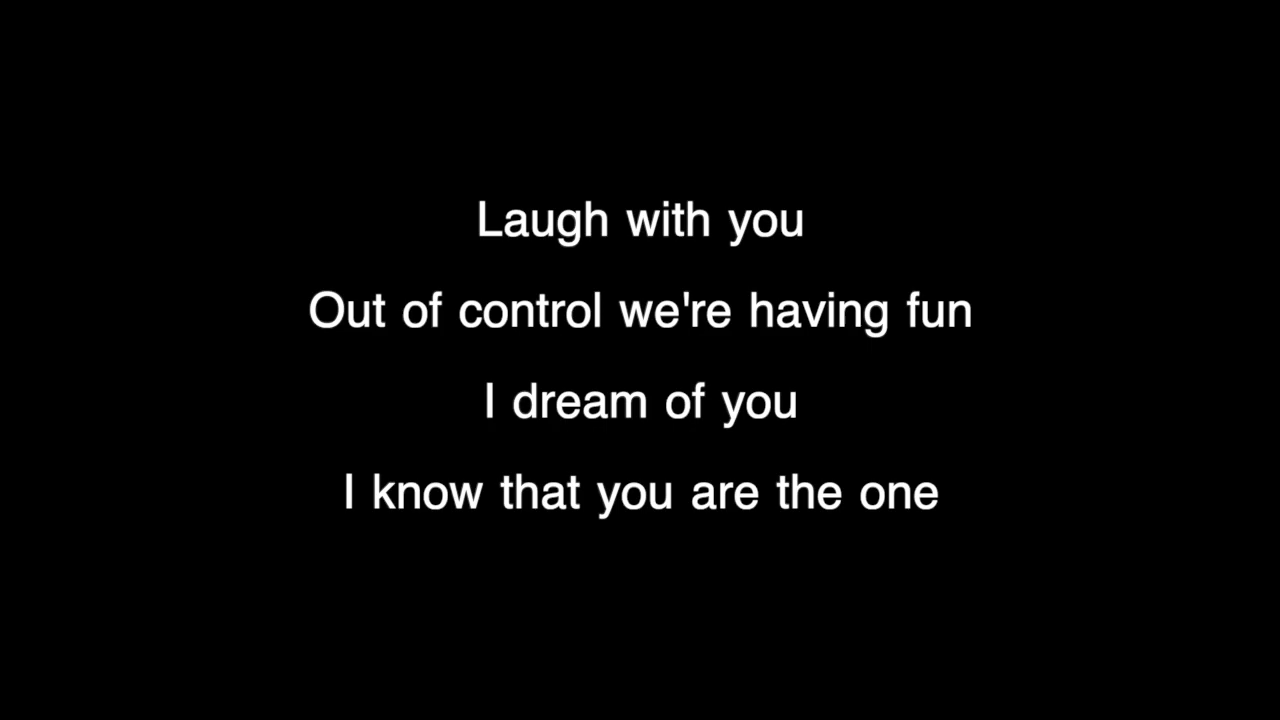 Laugh with you
Out of control we're having fun
I dream of you
I know that you are the one